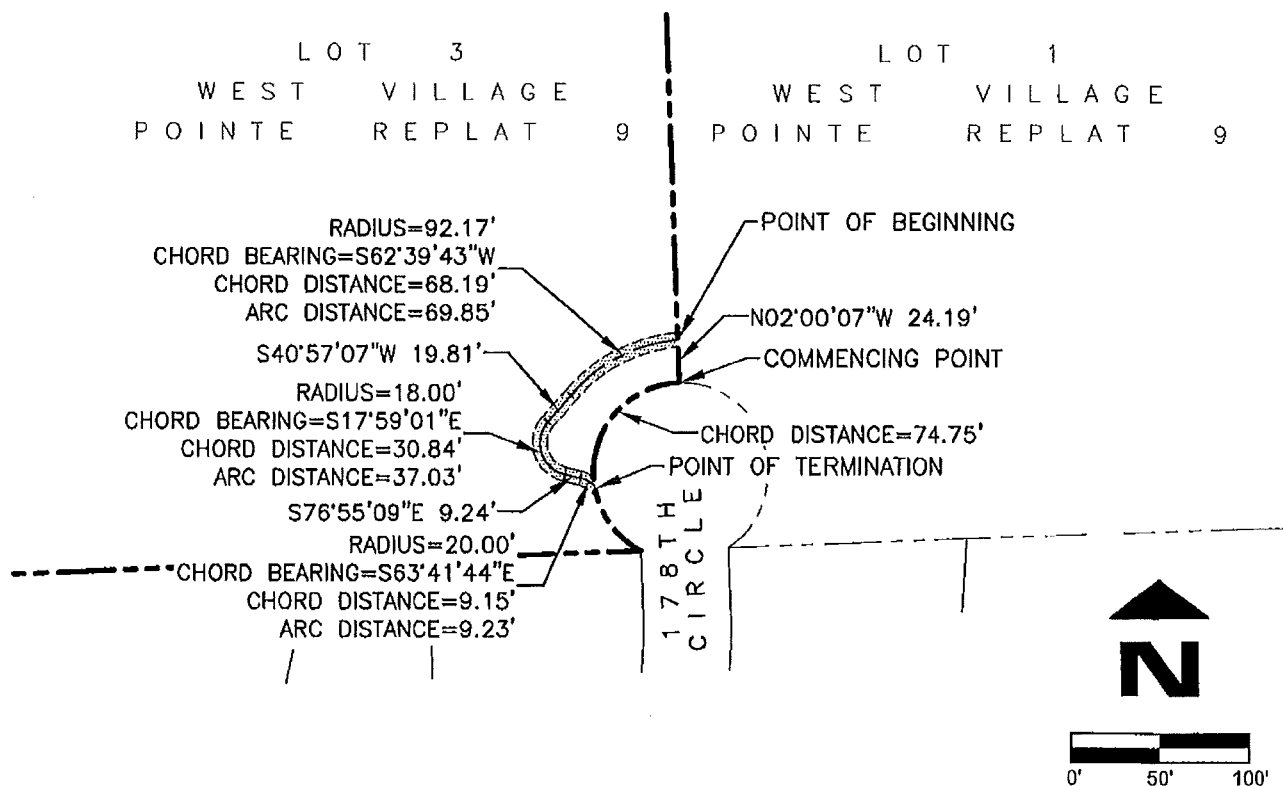 LOT 3
WEST VILLAGE
POINTE REPLAT 9
LOT 1
WEST VILLAGE
POINTE REPLAT 9
RADIUS=92.17'
CHORD BEARING=S62°39'43"W
CHORD DISTANCE=68.19'
ARC DISTANCE=69.85'
POINT OF BEGINNING
N02°00'07"W 24.19'
S40°57'07"W 19.81'
COMMENCING POINT
RADIUS=18.00'
CHORD BEARING=S17°59'01"E
CHORD DISTANCE=30.84'
ARC DISTANCE=37.03'
CHORD DISTANCE=74.75'
POINT OF TERMINATION
S76°55'09"E 9.24'
RADIUS=20.00'
CHORD BEARING=S63°41'44"E
CHORD DISTANCE=9.15'
ARC DISTANCE=9.23'
178TH
CIRCLE
N
0' 50' 100'